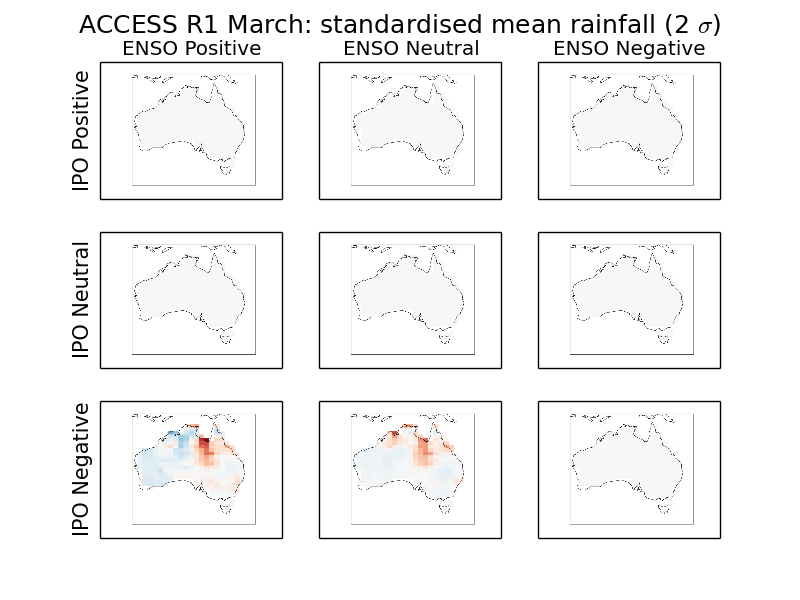 ACCESS R1 March: standardised mean rainfall (2 σ)
ENSO Positive ENSO Neutral ENSO Negative
IPO Positive
IPO Neutral
IPO Negative